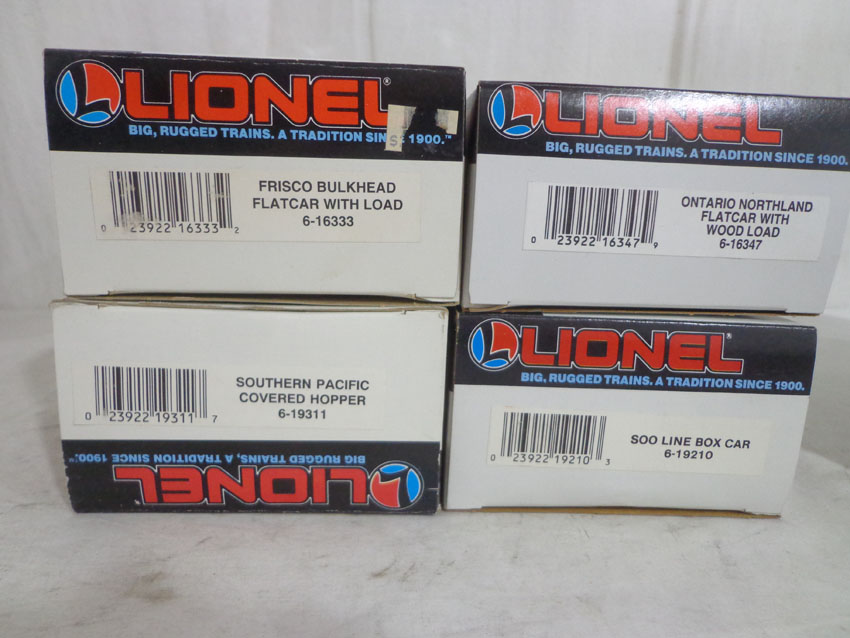 LIONEL®
BIG, RUGGED TRAINS. A TRADITION SIN E 1900.™
$
FRISCO BULKHEAD
FLATCAR WITH LOAD
6-16333
0 23922 16333 2
LIONEL
BIG, RUGGED TRAINS. A TRADITION SINCE 1900.
ONTARIO NORTHLAND
FLATCAR WITH
WOOD LOAD
6-16347
0 23922 16347 9
SOUTHERN PACIFIC
COVERED HOPPER
6-19311
0 23922 19311 7
BIG RUGGED TRAINS, A TRADITION SINCE 1900.™
LIONEL
LIONEL®
BIG, RUGGED TRAINS. A TRADITION SINCE 1900.
SOO LINE BOX CAR
6-19210
0 23922 19210 3